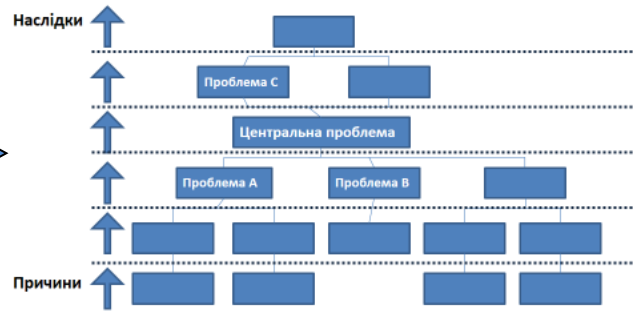 Наслідки
Проблема С
Центральна проблема
Проблема А
Проблема В
Причини